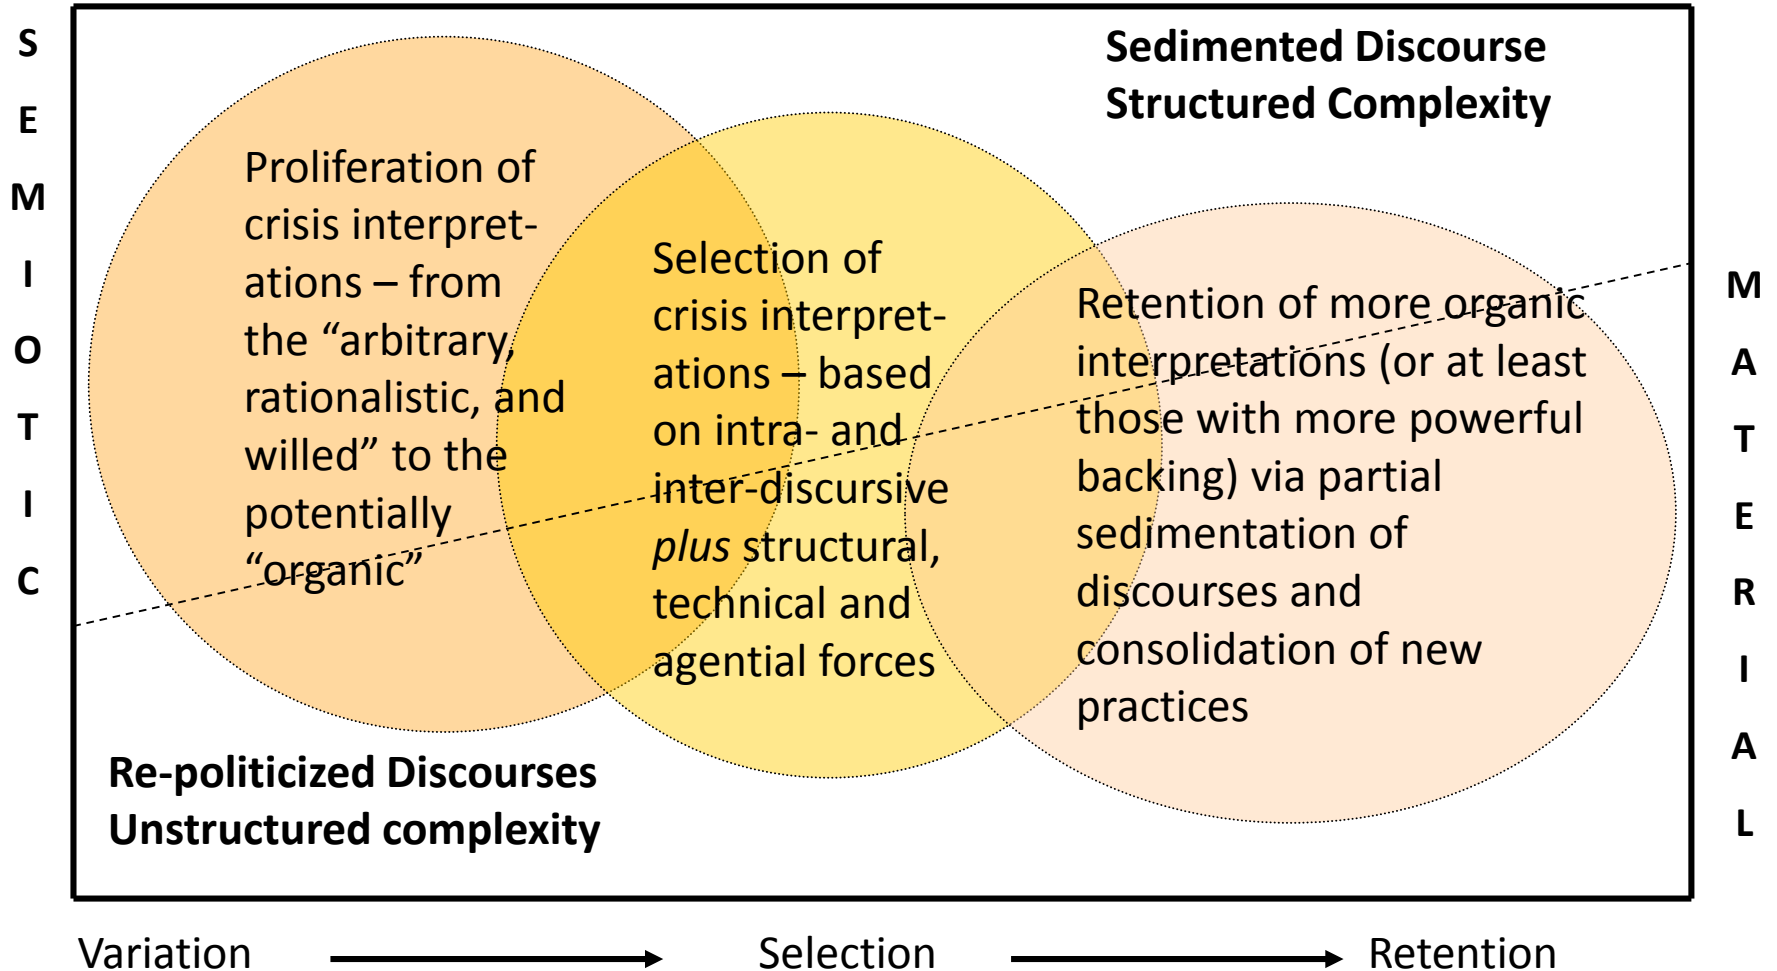 SEMIOTIC
Sedimented Discourse
Structured Complexity
Proliferation of
crisis interpret-
ations – from
the “arbitrary,
rationalistic, and
willed” to the
potentially
“organic”
Selection of
crisis interpret-
ations – based
on intra- and
inter-discursive
plus structural,
technical and
agential forces
Retention of more organic
interpretations (or at least
those with more powerful
backing) via partial
sedimentation of
discourses and
consolidation of new
practices
MATERIAL
Re-politicized Discourses
Unstructured complexity
Variation Selection Retention